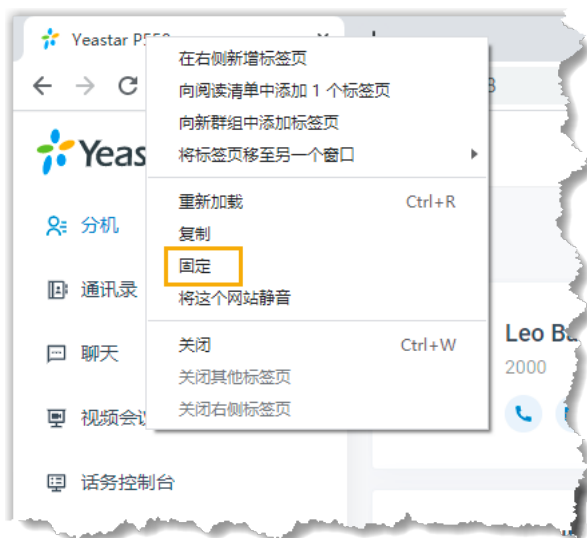 Yeastar P550
在右侧新增标签页
向阅读清单中添加 1 个标签页
向新群组中添加标签页
将标签页移至另一个窗口
重新加载 Ctrl+R
复制
固定
将这个网站静音
关闭 Ctrl+W
关闭其他标签页
关闭右侧标签页
8
Yeas
分机
通讯录
聊天
视频会议
话务控制台
Leo Ba
2000